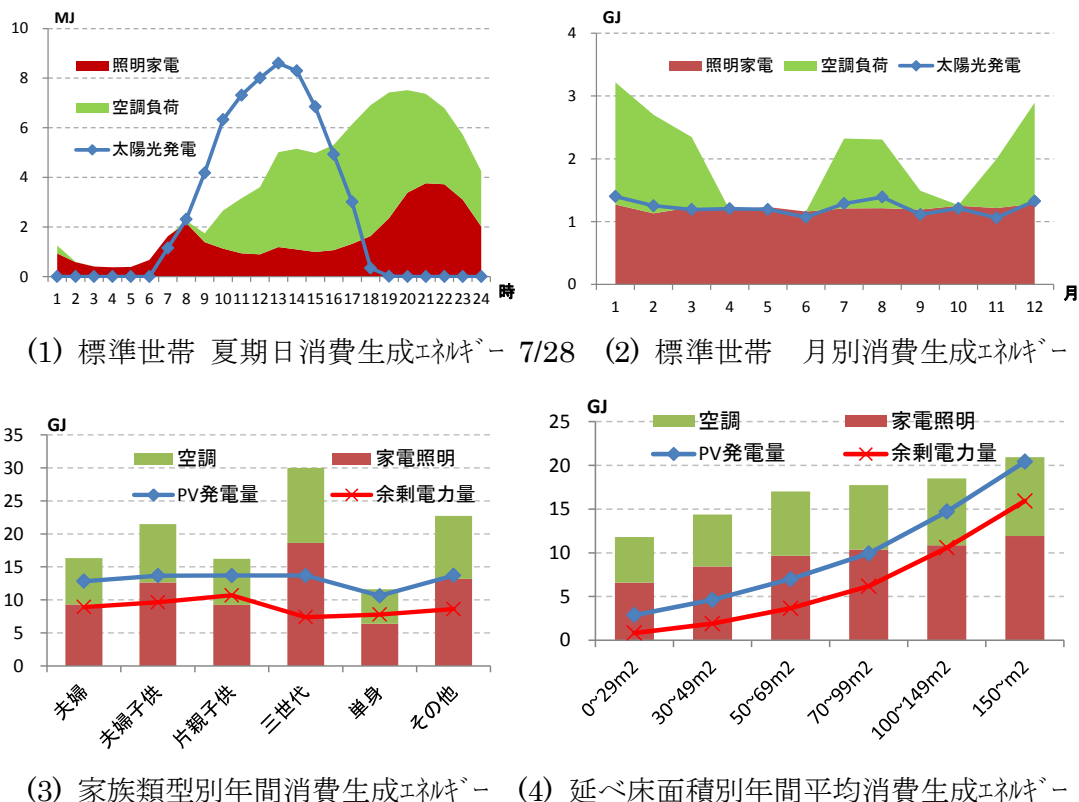 MJ
10
8
6
4
2
0
照明家電
空調負荷
太陽光発電
1 2 3 4 5 6 7 8 9 10 11 12 13 14 15 16 17 18 19 20 21 22 23 24 時
GJ
4
3
2
1
0
照明家電 空調負荷 太陽光発電
1 2 3 4 5 6 7 8 9 10 11 12 月
(1) 標準世帯 夏期日消費生成エネルギー 7/28 (2) 標準世帯 月別消費生成エネルギー
GJ
35
30
25
20
15
10
5
0
空調 家電照明
PV発電量 余剰電力量
夫婦 夫婦子供 片親子供 三世代 単身 その他
GJ
25
20
15
10
5
0
空調 家電照明
PV発電量 余剰電力量
0~29m2 30~49m2 50~69m2 70~99m2 100~149m2 150~m2
(3) 家族類型別年間消費生成エネルギー (4) 延べ床面積別年間平均消費生成エネルギー